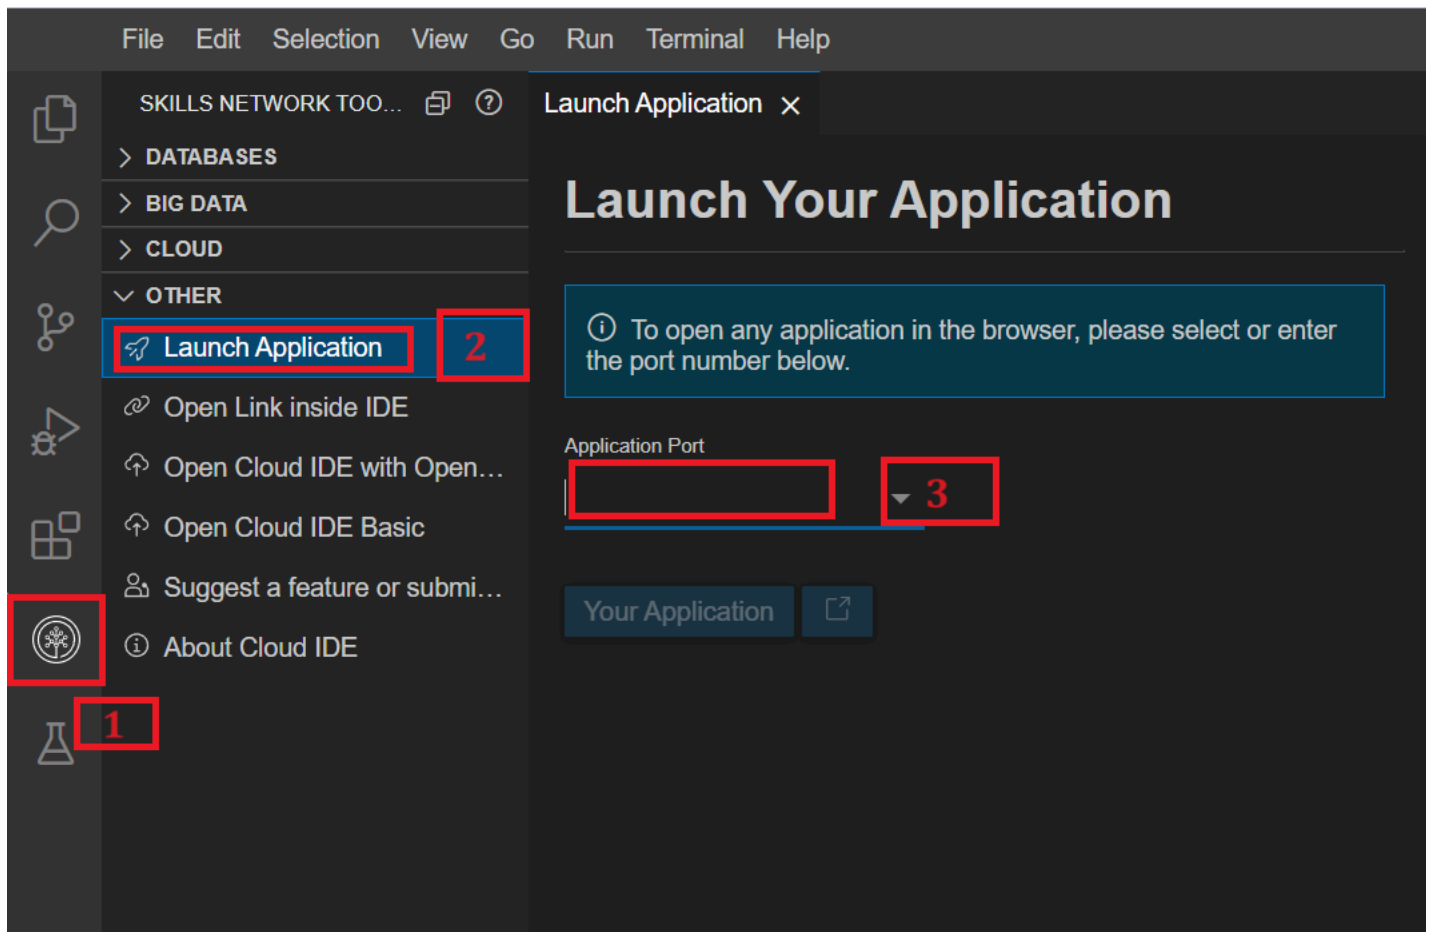 File Edit Selection View Go Run Terminal Help
SKILLS NETWORK TOO...
Launch Application
DATABASES
BIG DATA
CLOUD
OTHER
Launch Application 2
Open Link inside IDE
Open Cloud IDE with Open...
Open Cloud IDE Basic
Suggest a feature or submi...
About Cloud IDE
1
Launch Your Application
To open any application in the browser, please select or enter
the port number below.
Application Port
3
Your Application